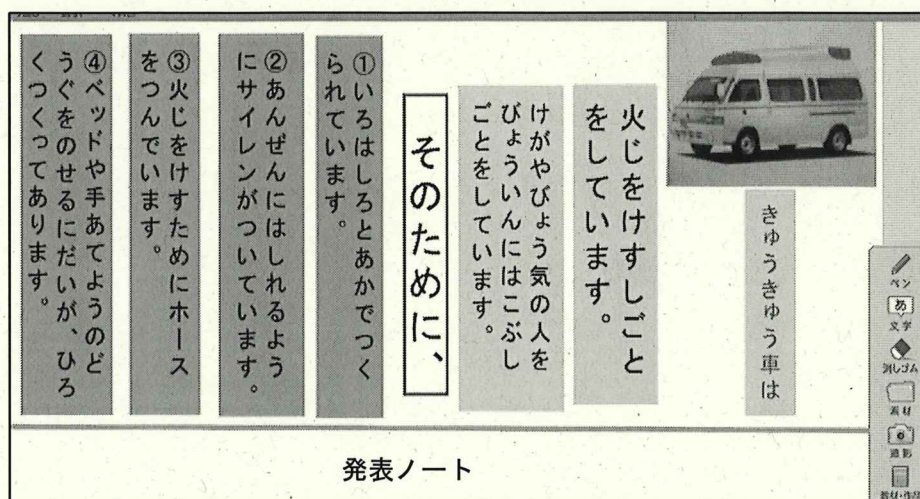 きゅうきゅう車は
火じをけすしごと
をしています。
けがやびょう気の人を
びょういんにはこぶし
ごとをしています。
そのために、
①いろはしろとあかでつく
られています。
②あんぜんにはしれるよう
にサイレンがついています。
③火じをけすためにホース
をつんでいます。
④ベッドや手あてようのど
うぐをのせるにだいが、ひろ
くつくってあります。
ペン
文字
消しゴム
素材
撮影
発表ノート